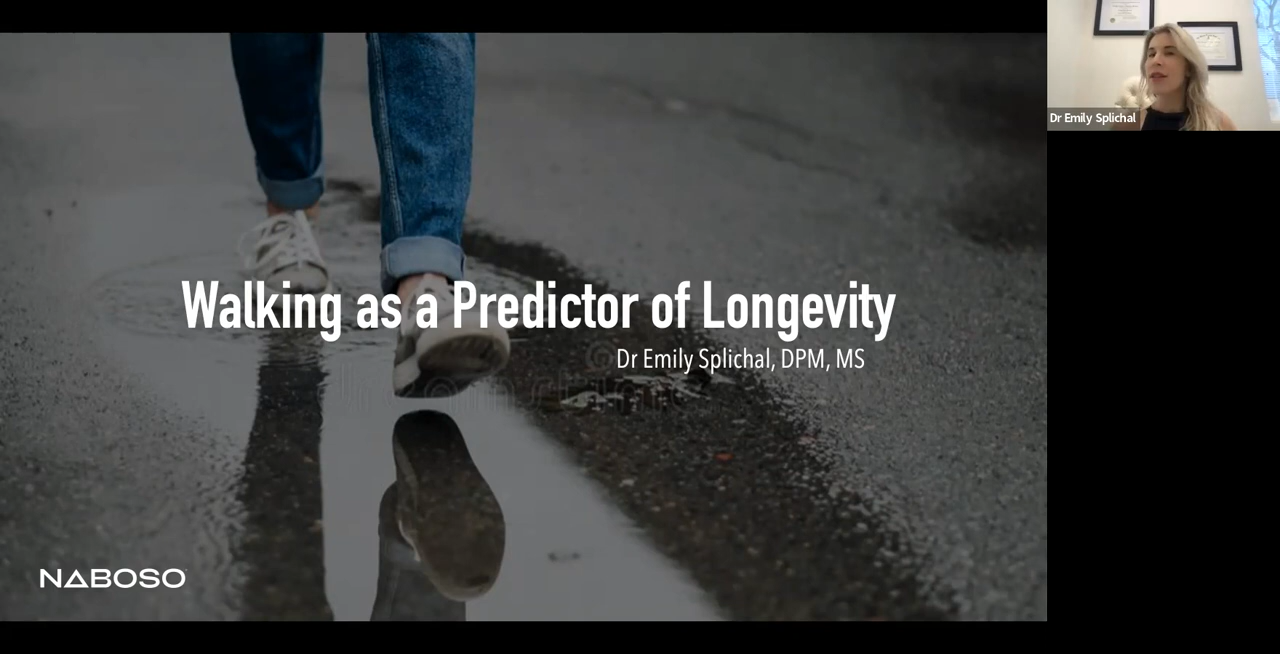 Walking as a Predictor of Longevity
Dr Emily Splichal, DPM, MS
NABOSO
Dr Emily Splichal